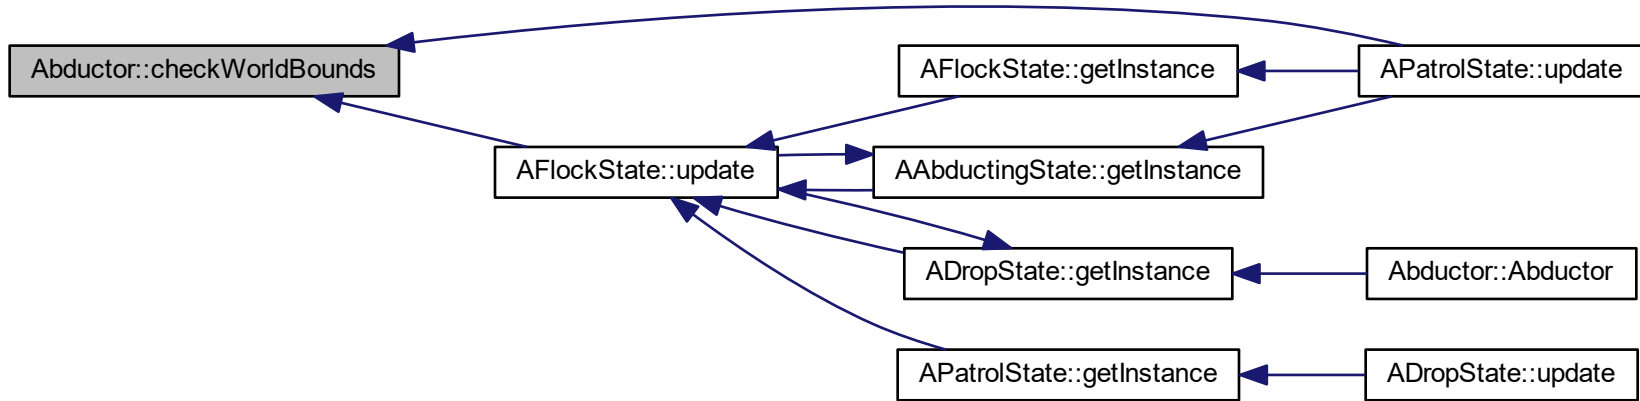 Abductor::checkWorldBounds
AFlockState::getInstance
APatrolState::update
AFlockState::update
AAbductingState::getInstance
ADropState::getInstance
Abductor::Abductor
APatrolState::getInstance
ADropState::update